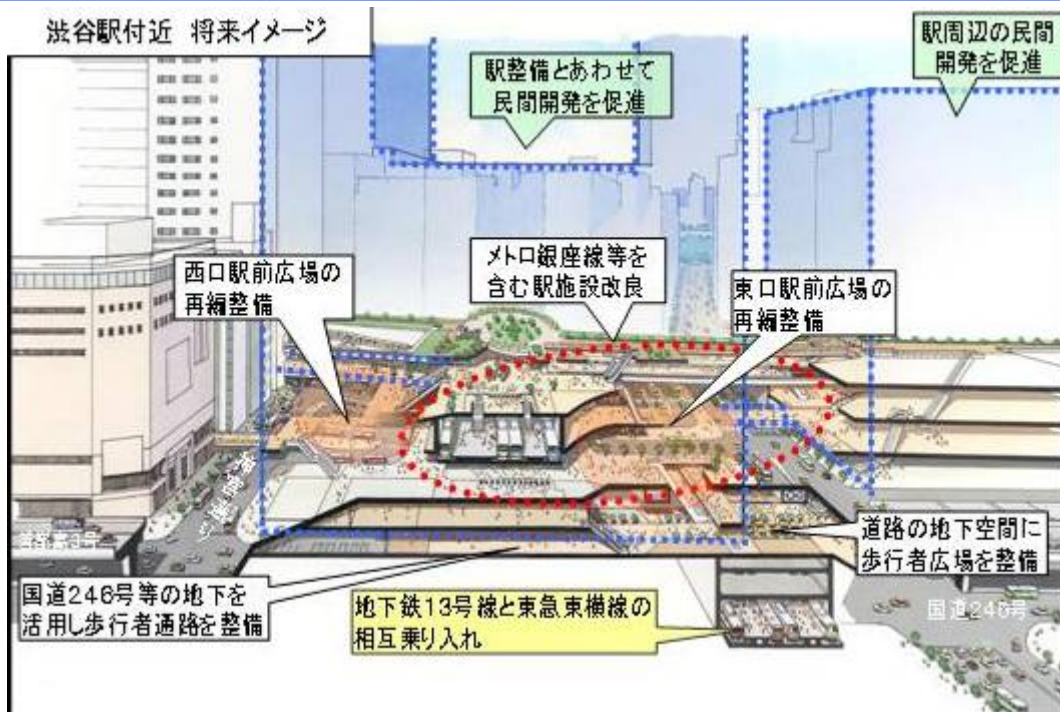 渋谷駅付近 将来イメージ
駅整備とあわせて
民間開発を促進
駅周辺の民間
開発を促進
西口駅前広場の
再編整備
メトロ銀座線等を
含む駅施設改良
東口駅前広場の
再編整備
道路の地下空間に
歩行者広場を整備
国道246号等の地下を
活用し歩行者通路を整備
地下鉄13号線と東急東横線の
相互乗り入れ
国道246号